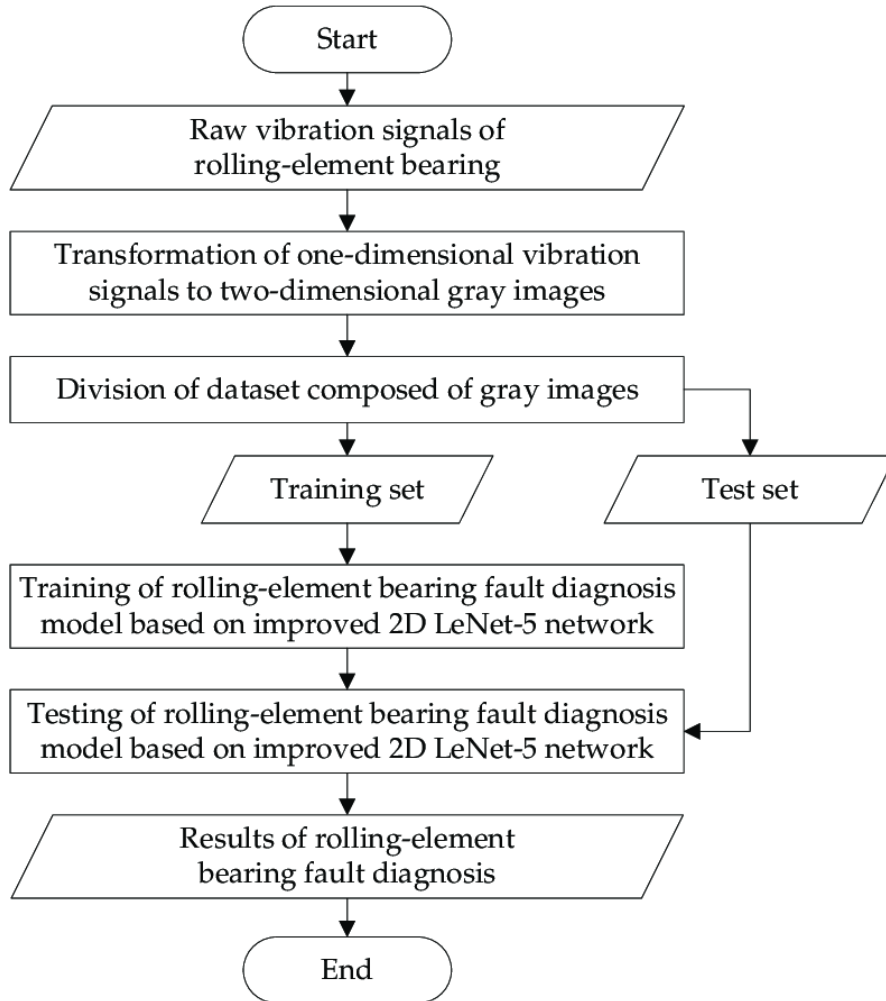 Start
Raw vibration signals of
rolling-element bearing
Transformation of one-dimensional vibration
signals to two-dimensional gray images
Division of dataset composed of gray images
Training set
Test set
Training of rolling-element bearing fault diagnosis
model based on improved 2D LeNet-5 network
Testing of rolling-element bearing fault diagnosis
model based on improved 2D LeNet-5 network
Results of rolling-element
bearing fault diagnosis
End